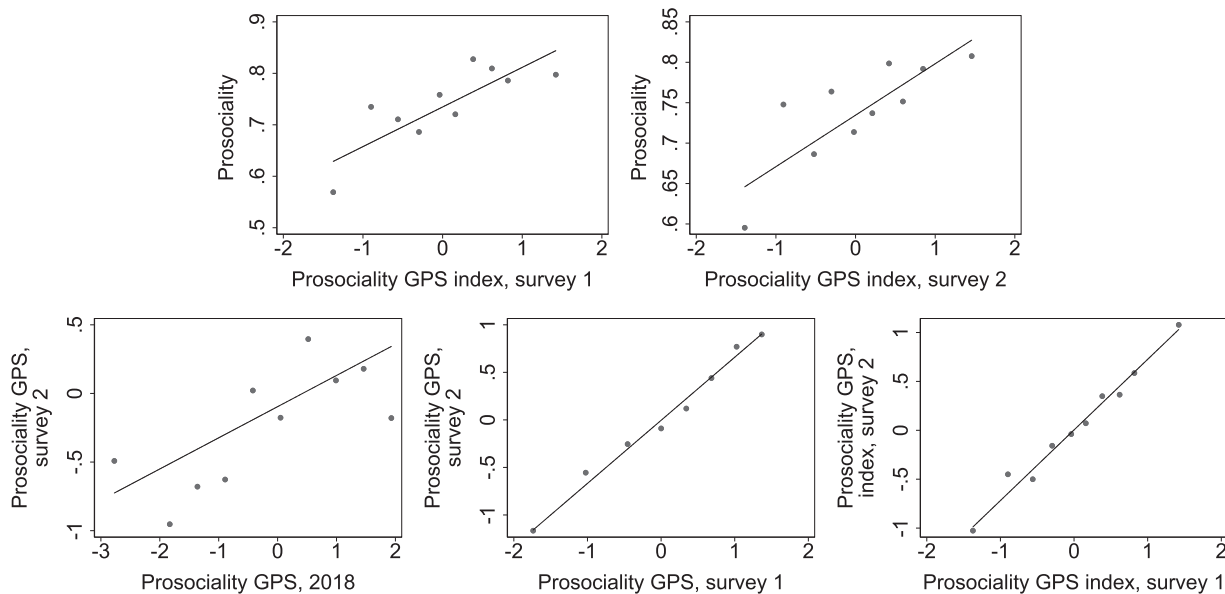 Prosociality
.5 .6 .7 .8 .9
-2 -1 0 1 2
Prosociality GPS index, survey 1
Prosociality
.6 .65 .7 .75 .8 .85
-2 -1 0 1 2
Prosociality GPS index, survey 2
Prosociality GPS,
survey 2
-1 -.5 0 .5
-3 -2 -1 0 1 2
Prosociality GPS, 2018
Prosociality GPS,
survey 2
-1 -.5 0 .5 1
-2 -1 0 1 2
Prosociality GPS, survey 1
Prosociality GPS,
index, survey 2
-1 -.5 0 .5 1
-2 -1 0 1 2
Prosociality GPS index, survey 1